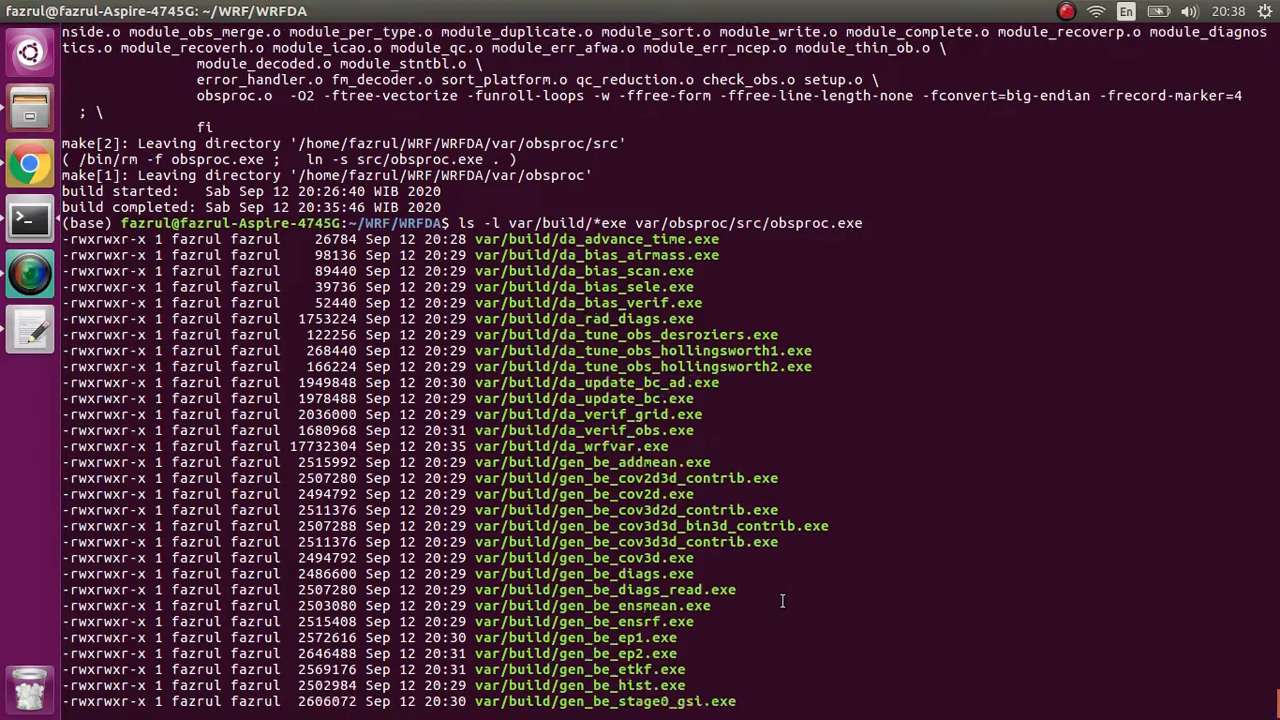 fazrul@fazrul-Aspire-4745G: ~/WRF/WRFDA
En
20:38
nside.o module_obs_merge.o module_per_type.o module_duplicate.o module_sort.o module_write.o module_complete.o module_recoverp.o module_diagnos
tics.o module_recoverh.o module_icao.o module_qc.o module_err_afwa.o module_err_ncep.o module_thin_ob.o \
module_decoded.o module_stntbl.o \
error_handler.o fm_decoder.o sort_platform.o qc_reduction.o check_obs.o setup.o \
obsproc.o  -O2 -ftree-vectorize -funroll-loops -w -ffree-form -ffree-line-length-none -fconvert=big-endian -frecord-marker=4
; \
fi
make[2]: Leaving directory '/home/fazrul/WRF/WRFDA/var/obsproc/src'
( /bin/rm -f obsproc.exe ;   ln -s src/obsproc.exe . )
make[1]: Leaving directory '/home/fazrul/WRF/WRFDA/var/obsproc'
build started:   Sab Sep 12 20:26:40 WIB 2020
build completed: Sab Sep 12 20:35:46 WIB 2020
(base) fazrul@fazrul-Aspire-4745G:~/WRF/WRFDA$ ls -l var/build/*exe var/obsproc/src/obsproc.exe
-rwxrwxr-x 1 fazrul fazrul    26784 Sep 12 20:28 var/build/da_advance_time.exe
-rwxrwxr-x 1 fazrul fazrul    98136 Sep 12 20:29 var/build/da_bias_airmass.exe
-rwxrwxr-x 1 fazrul fazrul    89440 Sep 12 20:29 var/build/da_bias_scan.exe
-rwxrwxr-x 1 fazrul fazrul    39736 Sep 12 20:29 var/build/da_bias_sele.exe
-rwxrwxr-x 1 fazrul fazrul    52440 Sep 12 20:29 var/build/da_bias_verif.exe
-rwxrwxr-x 1 fazrul fazrul  1753224 Sep 12 20:29 var/build/da_rad_diags.exe
-rwxrwxr-x 1 fazrul fazrul   122256 Sep 12 20:29 var/build/da_tune_obs_desroziers.exe
-rwxrwxr-x 1 fazrul fazrul   268440 Sep 12 20:29 var/build/da_tune_obs_hollingsworth1.exe
-rwxrwxr-x 1 fazrul fazrul   166224 Sep 12 20:29 var/build/da_tune_obs_hollingsworth2.exe
-rwxrwxr-x 1 fazrul fazrul  1949848 Sep 12 20:30 var/build/da_update_bc_ad.exe
-rwxrwxr-x 1 fazrul fazrul  1978488 Sep 12 20:29 var/build/da_update_bc.exe
-rwxrwxr-x 1 fazrul fazrul  2036000 Sep 12 20:29 var/build/da_verif_grid.exe
-rwxrwxr-x 1 fazrul fazrul  1680968 Sep 12 20:31 var/build/da_verif_obs.exe
-rwxrwxr-x 1 fazrul fazrul 17732304 Sep 12 20:35 var/build/da_wrfvar.exe
-rwxrwxr-x 1 fazrul fazrul  2515992 Sep 12 20:29 var/build/gen_be_addmean.exe
-rwxrwxr-x 1 fazrul fazrul  2507280 Sep 12 20:29 var/build/gen_be_cov2d3d_contrib.exe
-rwxrwxr-x 1 fazrul fazrul  2494792 Sep 12 20:29 var/build/gen_be_cov2d.exe
-rwxrwxr-x 1 fazrul fazrul  2511376 Sep 12 20:29 var/build/gen_be_cov3d2d_contrib.exe
-rwxrwxr-x 1 fazrul fazrul  2507288 Sep 12 20:29 var/build/gen_be_cov3d3d_bin3d_contrib.exe
-rwxrwxr-x 1 fazrul fazrul  2511376 Sep 12 20:29 var/build/gen_be_cov3d3d_contrib.exe
-rwxrwxr-x 1 fazrul fazrul  2494792 Sep 12 20:29 var/build/gen_be_cov3d.exe
-rwxrwxr-x 1 fazrul fazrul  2486600 Sep 12 20:29 var/build/gen_be_diags.exe
-rwxrwxr-x 1 fazrul fazrul  2507280 Sep 12 20:29 var/build/gen_be_diags_read.exe
-rwxrwxr-x 1 fazrul fazrul  2503080 Sep 12 20:29 var/build/gen_be_ensmean.exe
-rwxrwxr-x 1 fazrul fazrul  2515408 Sep 12 20:29 var/build/gen_be_ensrf.exe
-rwxrwxr-x 1 fazrul fazrul  2572616 Sep 12 20:30 var/build/gen_be_ep1.exe
-rwxrwxr-x 1 fazrul fazrul  2646488 Sep 12 20:31 var/build/gen_be_ep2.exe
-rwxrwxr-x 1 fazrul fazrul  2569176 Sep 12 20:31 var/build/gen_be_etkf.exe
-rwxrwxr-x 1 fazrul fazrul  2502984 Sep 12 20:29 var/build/gen_be_hist.exe
-rwxrwxr-x 1 fazrul fazrul  2606072 Sep 12 20:30 var/build/gen_be_stage0_gsi.exe